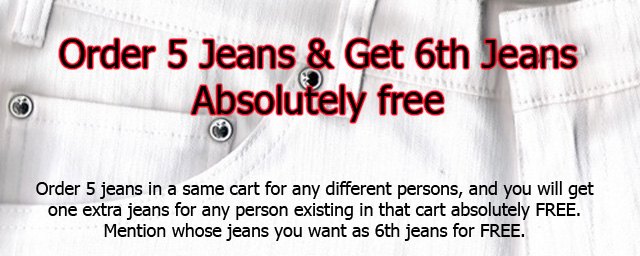 Order 5 Jeans & Get 6th Jeans
Absolutely free
Order 5 jeans in a same cart for any different persons, and you will get
one extra jeans for any person existing in that cart absolutely FREE.
Mention whose jeans you want as 6th jeans for FREE.